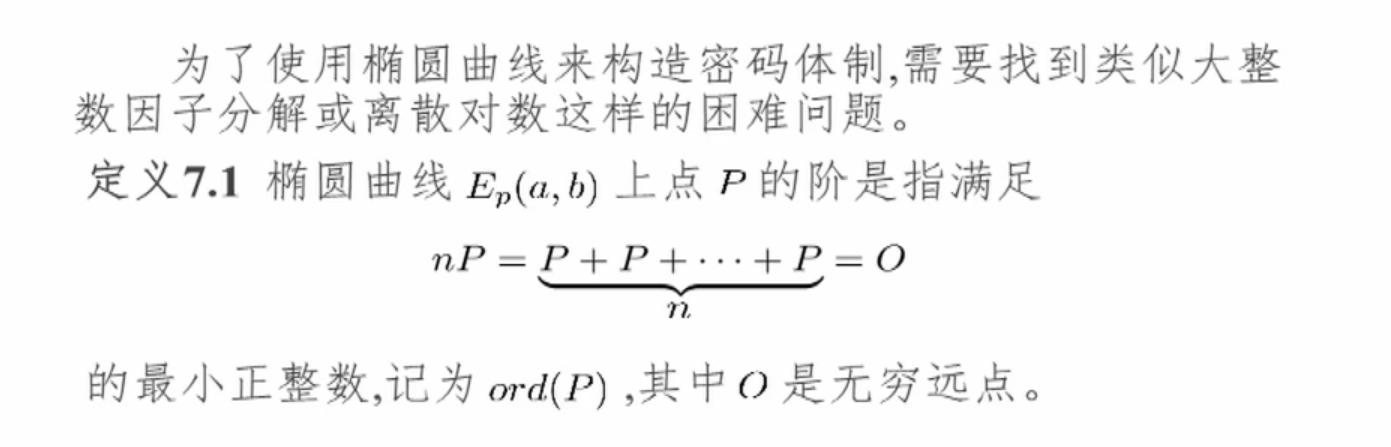 为了使用椭圆曲线来构造密码体制,需要找到类似大整
数因子分解或离散对数这样的困难问题。
定义7.1 椭圆曲线 E_p(a, b) 上点 P 的阶是指满足
nP = P + P + ··· + P = O
n
的最小正整数,记为 ord(P) ,其中 O 是无穷远点。